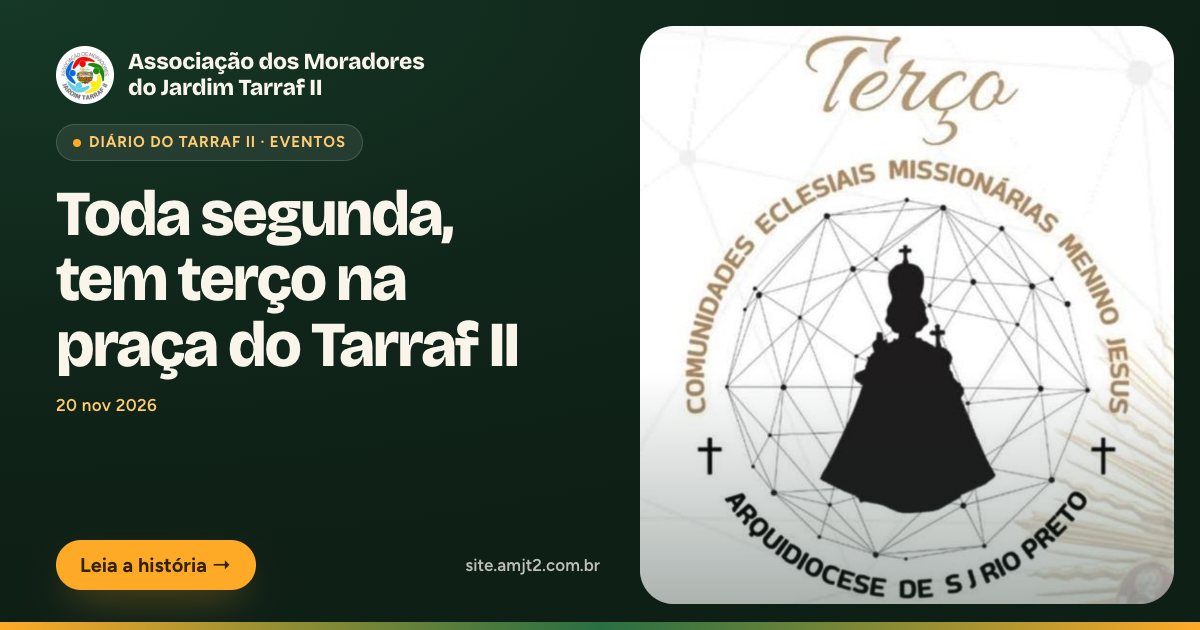 Associação dos Moradores
do Jardim Tarraf II
DIÁRIO DO TARRAF II · EVENTOS
Toda segunda,
tem terço na
praça do Tarraf II
20 nov 2026
Leia a história →
site.amjt2.com.br
Terço
COMUNIDADES ECLESIAIS MISSIONÁRIAS MENINO JESUS
ARQUIDIOCESE DE S J RIO PRETO